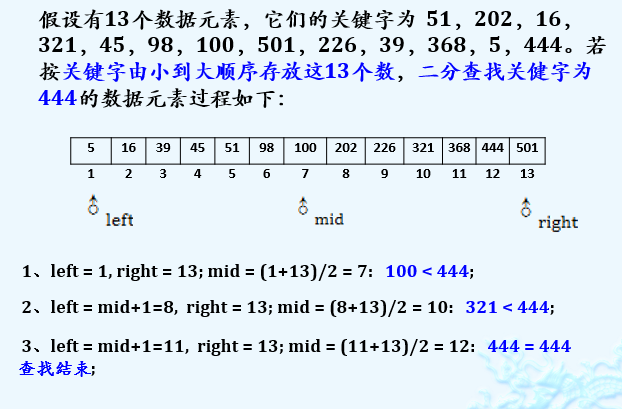 假设有13个数据元素，它们的关键字为 51，202，16，
321，45，98，100，501，226，39，368，5，444。若
按关键字由小到大顺序存放这13个数，二分查找关健字为
444的数据元素过程如下：
5 16 39 45 51 98 100 202 226 321 368 444 501
1 2 3 4 5 6 7 8 9 10 11 12 13
left mid right
1、left = 1, right = 13; mid = (1+13)/2 = 7：100 < 444;
2、left = mid+1=8, right = 13; mid = (8+13)/2 = 10：321 < 444;
3、left = mid+1=11, right = 13; mid = (11+13)/2 = 12：444 = 444
查找结束;